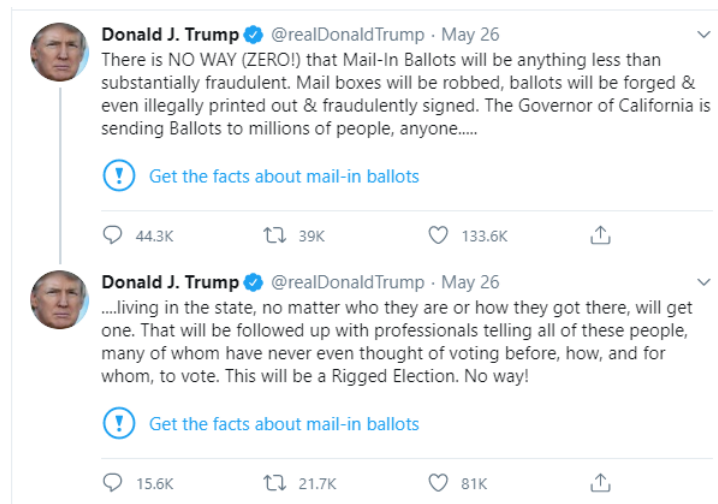 Donald J. Trump @realDonaldTrump · May 26
There is NO WAY (ZERO!) that Mail-In Ballots will be anything less than
substantially fraudulent. Mail boxes will be robbed, ballots will be forged &
even illegally printed out & fraudulently signed. The Governor of California is
sending Ballots to millions of people, anyone.....
! Get the facts about mail-in ballots
44.3K 39K 133.6K
Donald J. Trump @realDonaldTrump · May 26
....living in the state, no matter who they are or how they got there, will get
one. That will be followed up with professionals telling all of these people,
many of whom have never even thought of voting before, how, and for
whom, to vote. This will be a Rigged Election. No way!
! Get the facts about mail-in ballots
15.6K 21.7K 81K